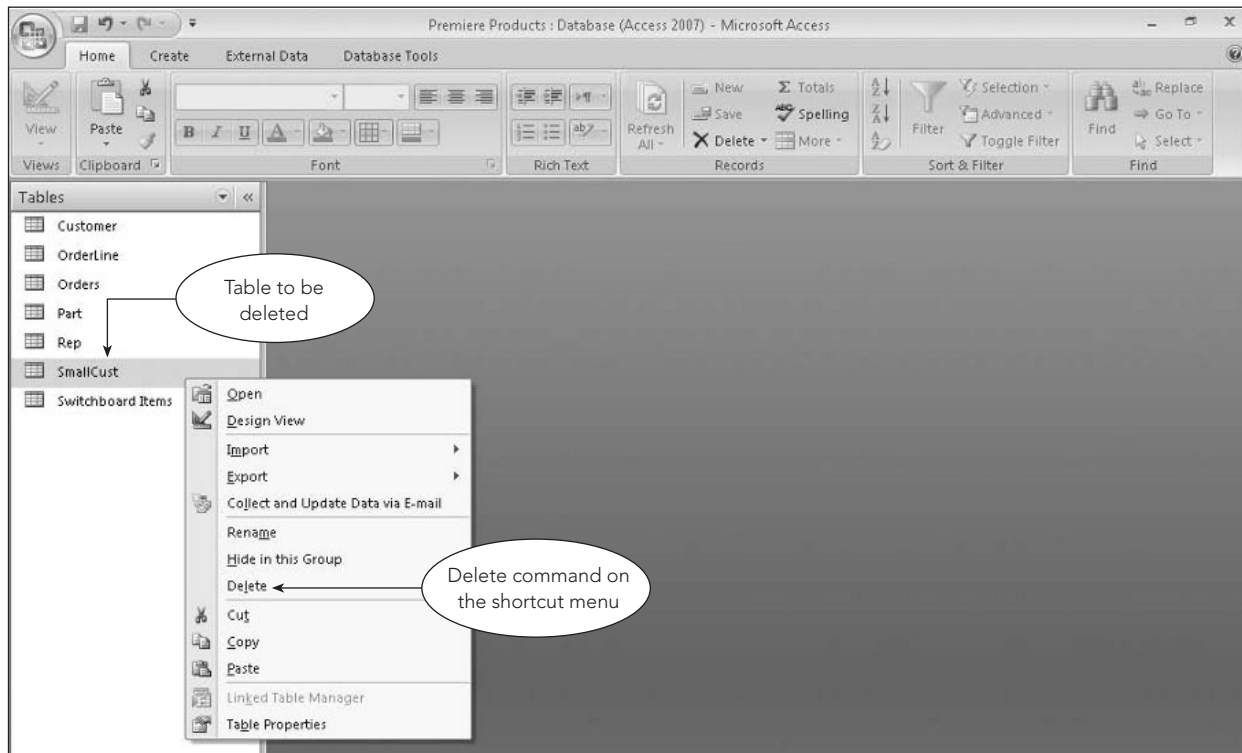 Premiere Products : Database (Access 2007) - Microsoft Access
Home Create External Data Database Tools
View
Views
Paste
Clipboard
B I U A
Font
Rich Text
Refresh All
New
Save
Delete
Σ Totals
ABC Spelling
More
Records
Filter
Selection
Advanced
Toggle Filter
Sort & Filter
Find
Replace
Go To
Select
Find
Tables
Customer
OrderLine
Orders
Part
Rep
SmallCust
Switchboard Items
Table to be
deleted
Open
Design View
Import
Export
Collect and Update Data via E-mail
Rename
Hide in this Group
Delete
Cut
Copy
Paste
Linked Table Manager
Table Properties
Delete command on
the shortcut menu